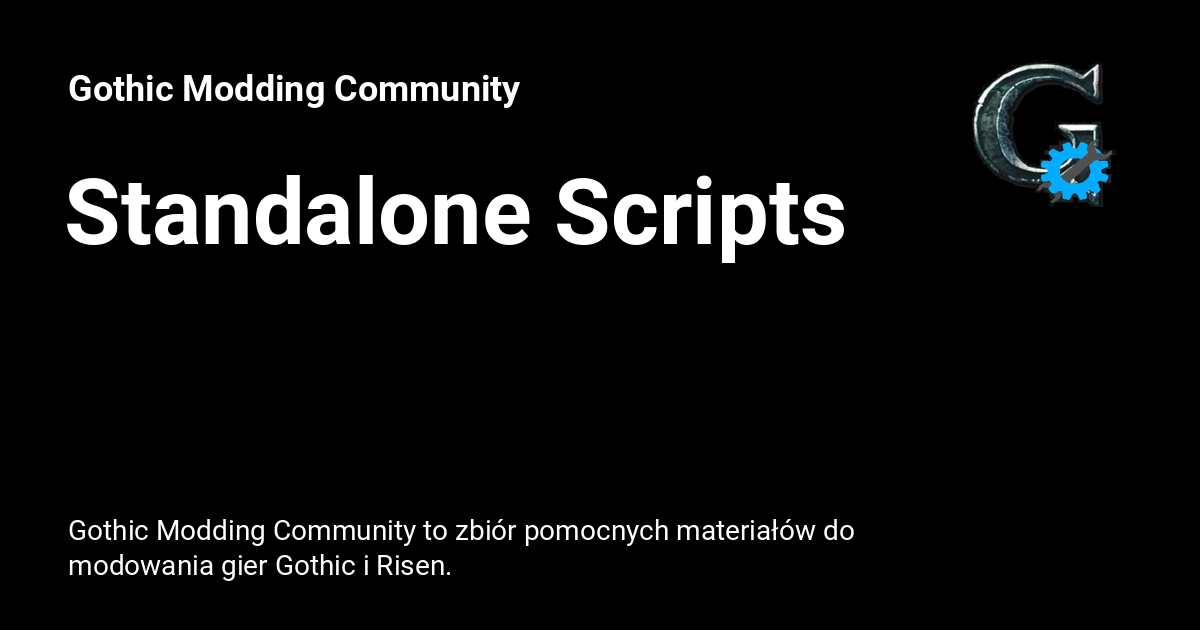 Gothic Modding Community
Standalone Scripts
Gothic Modding Community to zbiór pomocnych materiałów do
modowania gier Gothic i Risen.